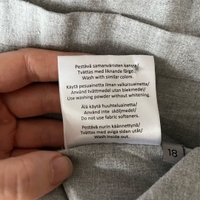 Pestävä samanväristen kanssa/
Tvättas med liknande färger/
Wash with similar colors.
Käytä pesuainetta ilman valkaisuainetta/
Använd tvättmedel utan blekmedel/
Use washing powder without whitening.
Älä käytä huuhteluainetta/
Använd inte sköljmedel/
Do not use fabric softeners.
Pestävä nurin käännettynä/
Tvättas med aviga sidan utåt/
Wash inside out.
18